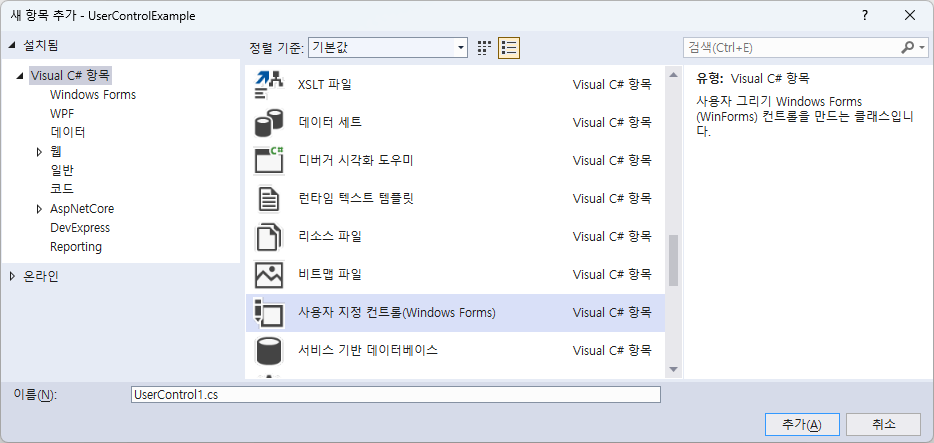 새 항목 추가 - UserControlExample
설치됨
정렬 기준: 기본값
검색(Ctrl+E)
Visual C# 항목
Windows Forms
WPF
데이터
웹
일반
코드
AspNetCore
DevExpress
Reporting
온라인
XSLT 파일 Visual C# 항목
데이터 세트 Visual C# 항목
C#
디버거 시각화 도우미 Visual C# 항목
런타임 텍스트 템플릿 Visual C# 항목
리소스 파일 Visual C# 항목
비트맵 파일 Visual C# 항목
사용자 지정 컨트롤(Windows Forms) Visual C# 항목
서비스 기반 데이터베이스 Visual C# 항목
유형: Visual C# 항목
사용자 그리기 Windows Forms
(WinForms) 컨트롤을 만드는 클래스입니
다.
이름(N): UserControl1.cs
추가(A) 취소